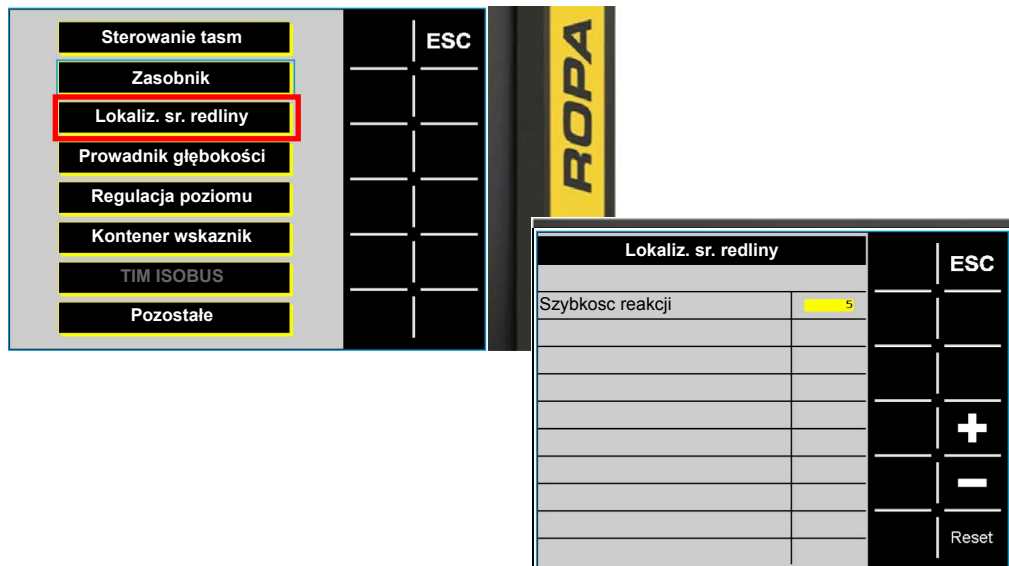 Sterowanie tasm
ESC
Zasobnik
Lokaliz. sr. redliny
Prowadnik głębokości
Regulacja poziomu
Kontener wskaznik
TIM ISOBUS
Pozostałe
ROPA
Lokaliz. sr. redliny
ESC
Szybkosc reakcji
5
+
-
Reset